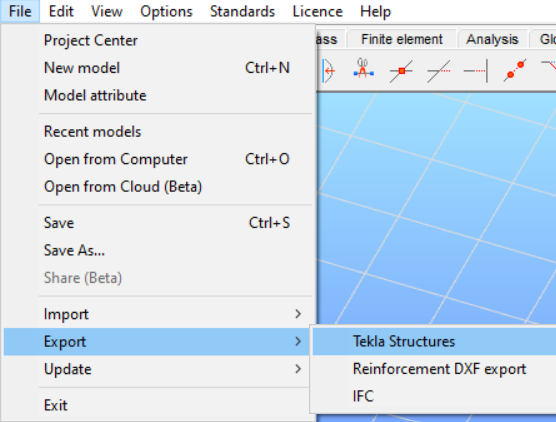 File Edit View Options Standards Licence Help
Project Center
ass Finite element Analysis Glo
New model Ctrl+N
Model attribute
Recent models
Open from Computer Ctrl+O
Open from Cloud (Beta)
Save Ctrl+S
Save As...
Share (Beta)
Import
Export
Tekla Structures
Update
Reinforcement DXF export
IFC
Exit